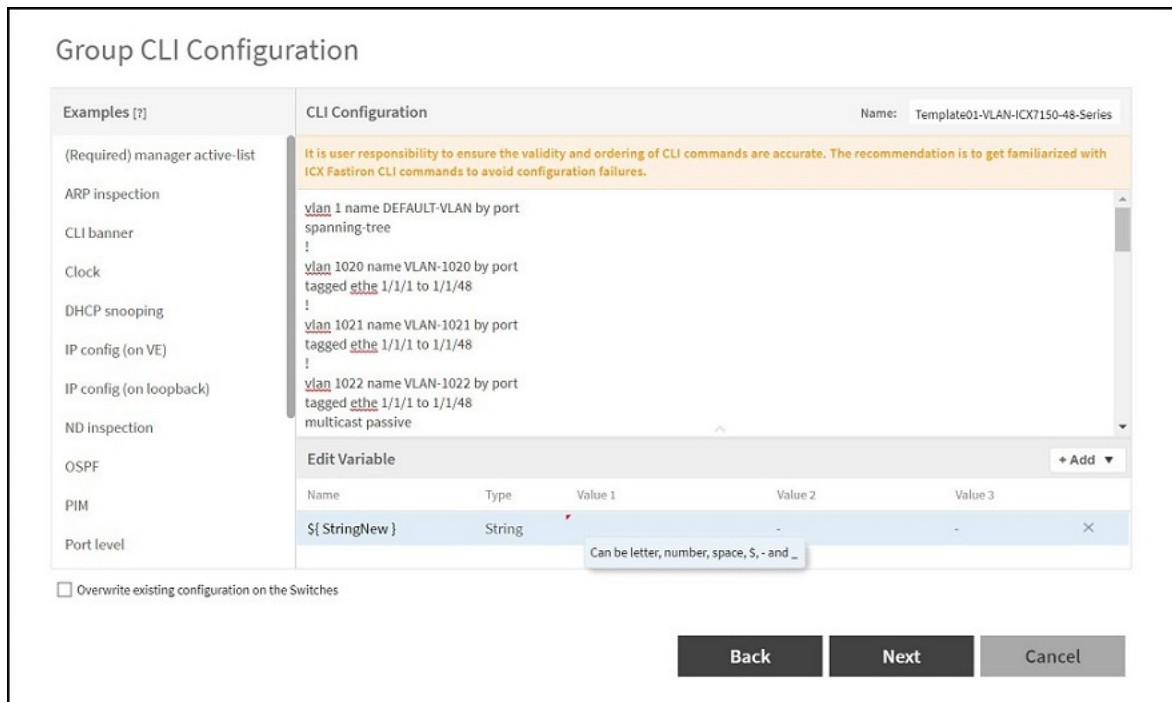 Group CLI Configuration
Examples [?]
(Required) manager active-list
ARP inspection
CLI banner
Clock
DHCP snooping
IP config (on VE)
IP config (on loopback)
ND inspection
OSPF
PIM
Port level
CLI Configuration
Name: Template01-VLAN-ICX7150-48-Series
It is user responsibility to ensure the validity and ordering of CLI commands are accurate. The recommendation is to get familiarized with
ICX Fastiron CLI commands to avoid configuration failures.
vlan 1 name DEFAULT-VLAN by port
spanning-tree
!
vlan 1020 name VLAN-1020 by port
tagged ethe 1/1/1 to 1/1/48
!
vlan 1021 name VLAN-1021 by port
tagged ethe 1/1/1 to 1/1/48
!
vlan 1022 name VLAN-1022 by port
tagged ethe 1/1/1 to 1/1/48
multicast passive
Edit Variable
+ Add
Name Type Value 1 Value 2 Value 3
${ StringNew } String - -
Can be letter, number, space, $, - and _
Overwrite existing configuration on the Switches
Back Next Cancel